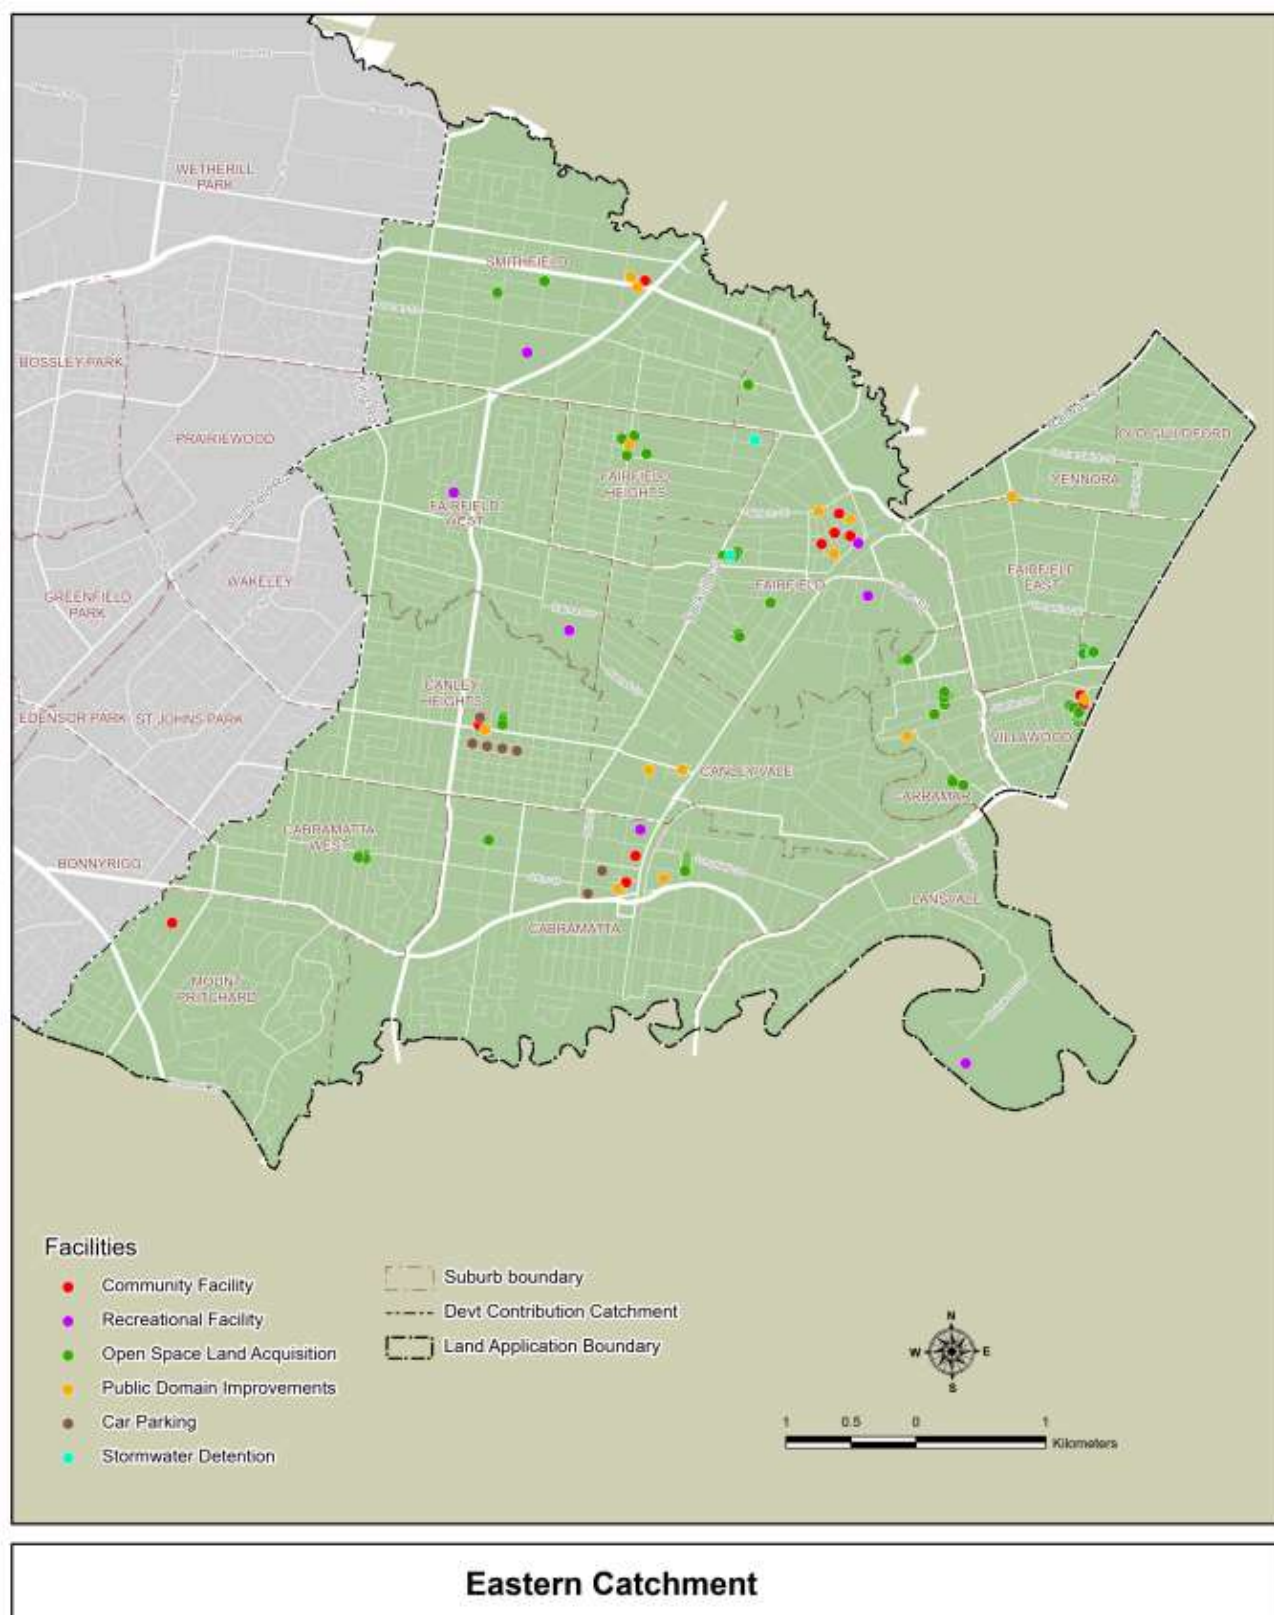 WETHERILL
PARK
SMITHFIELD
BOSSLEY PARK
PRAIRIEWOOD
OLD GUILDFORD
YENNORA
FAIRFIELD
HEIGHTS
FAIRFIELD
WEST
FAIRFIELD
EAST
WAKELEY
FAIRFIELD
GREENFIELD
PARK
CANLEY
HEIGHTS
EDENSOR PARK
ST JOHNS PARK
VILLAWOOD
CANLEY VALE
CARRAMAR
CABRAMATTA
WEST
BONNYRIGG
LANSVALE
CABRAMATTA
MOUNT
PRITCHARD
Facilities
Community Facility
Recreational Facility
Open Space Land Acquisition
Public Domain Improvements
Car Parking
Stormwater Detention
Suburb boundary
Devt Contribution Catchment
Land Application Boundary
N
W
E
S
1 0.5 0 1
Kilometers
Eastern Catchment